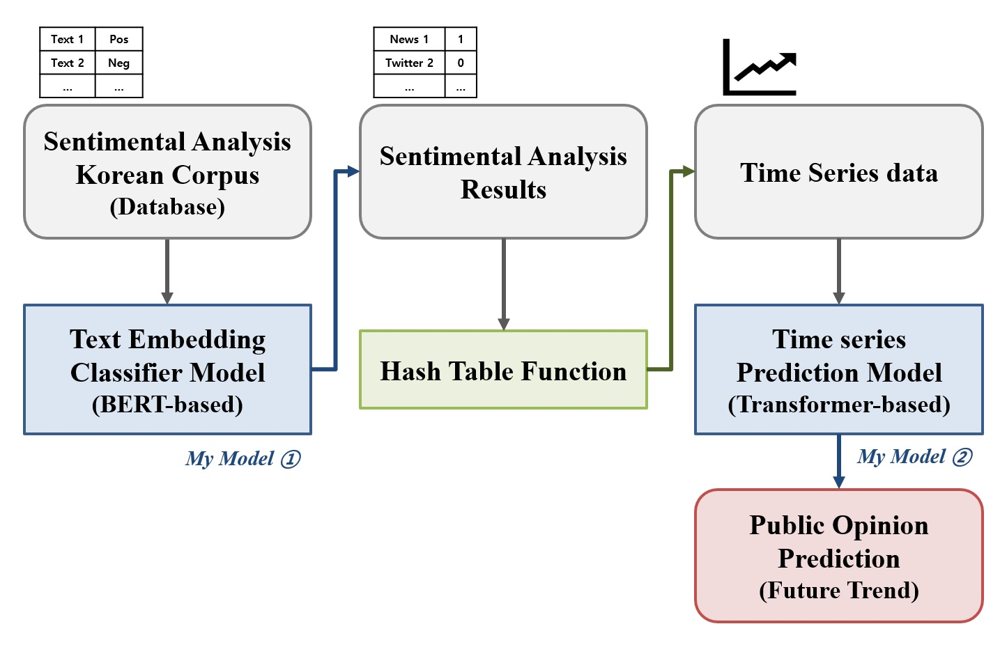 Text 1 Pos
Text 2 Neg
... ...
Sentimental Analysis
Korean Corpus
(Database)
Text Embedding
Classifier Model
(BERT-based)
My Model ①
News 1 1
Twitter 2 0
... ...
Sentimental Analysis
Results
Hash Table Function
Time Series data
Time series
Prediction Model
(Transformer-based)
My Model ②
Public Opinion
Prediction
(Future Trend)